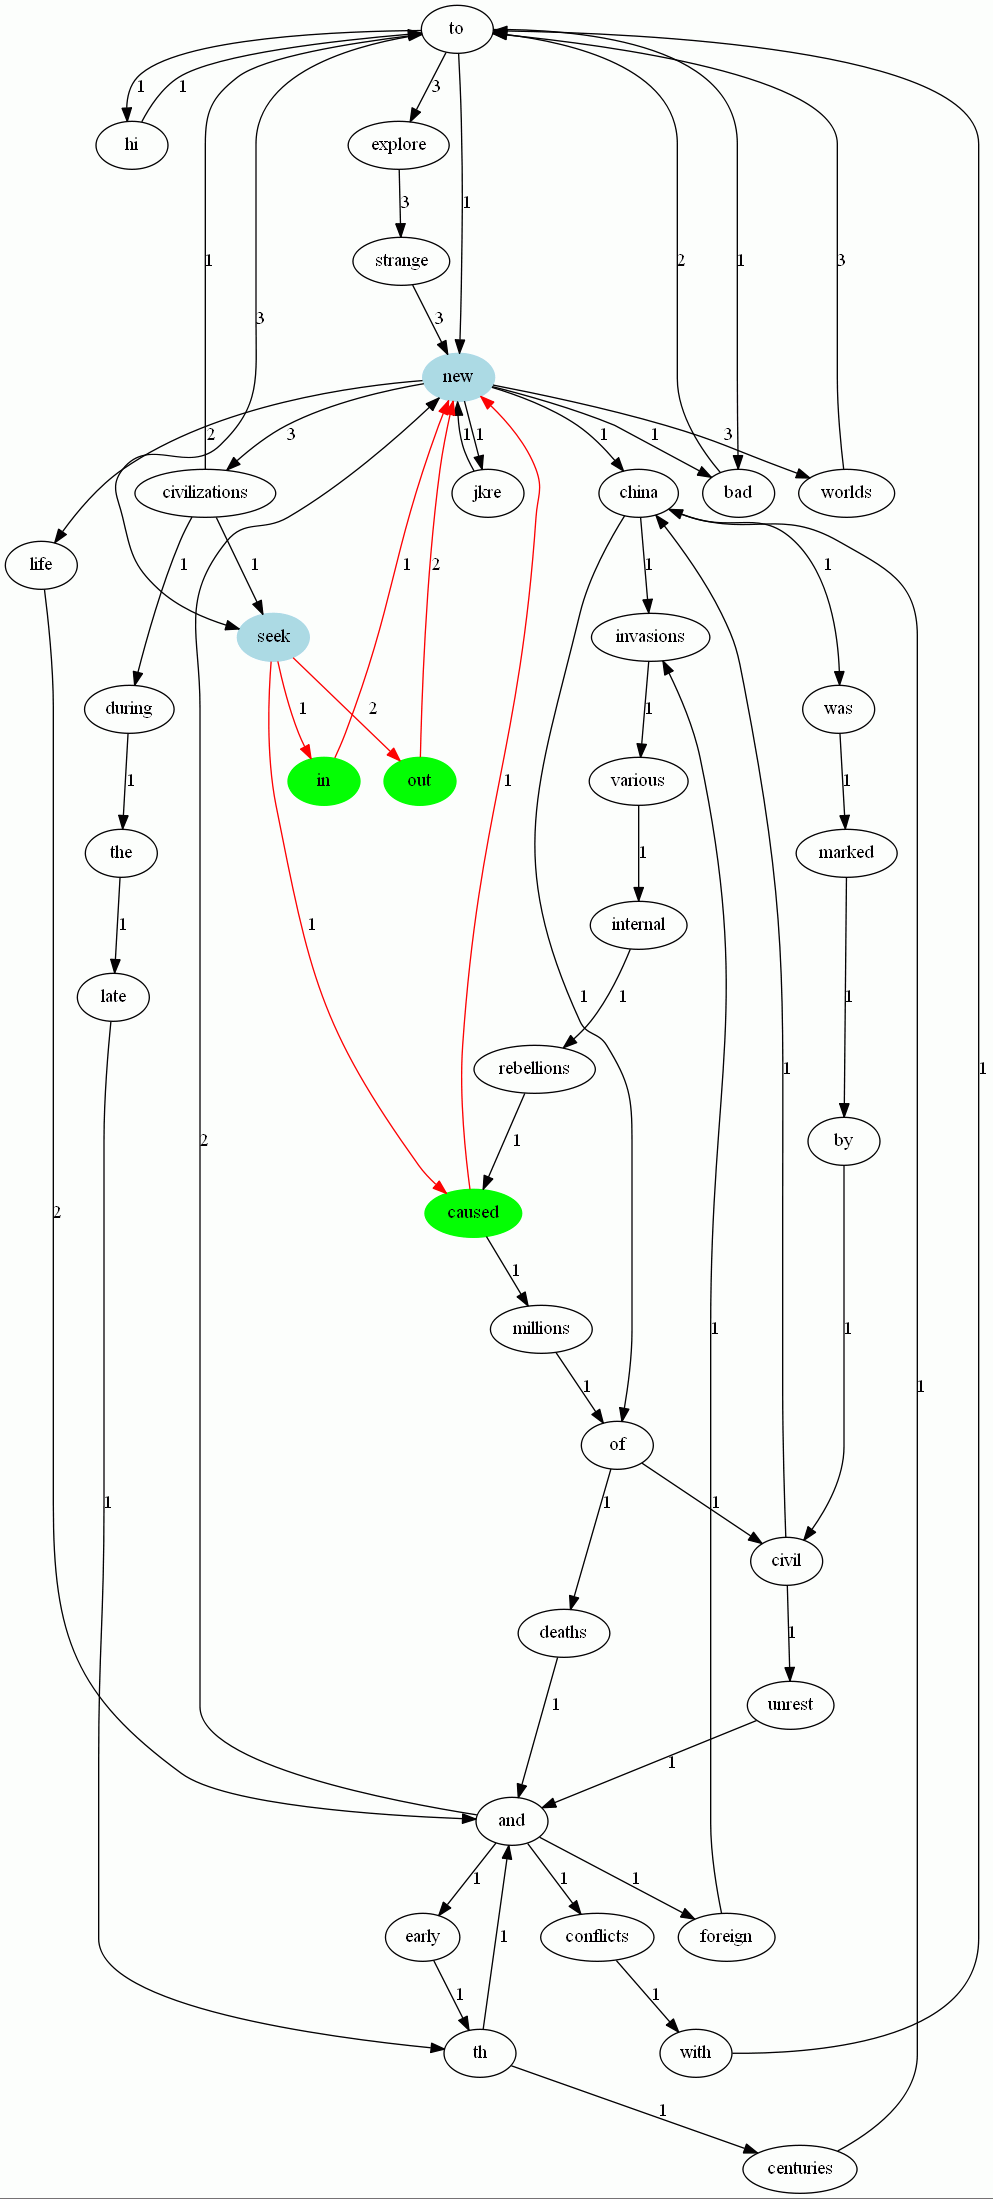 to
1
1
3
hi
explore
1
3
strange
1
2
1
3
3
3
new
2
3
1
1
1
1
3
civilizations
jkre
china
bad
worlds
life
1
1
1
2
1
1
seek
invasions
during
1
2
1
was
1
in
out
1
various
1
1
the
1
marked
1
1
internal
late
1
1
1
rebellions
1
1
2
1
by
2
caused
1
millions
1
1
1
1
of
1
1
1
civil
deaths
1
1
unrest
1
and
1
1
1
early
1
conflicts
foreign
1
1
th
with
1
centuries